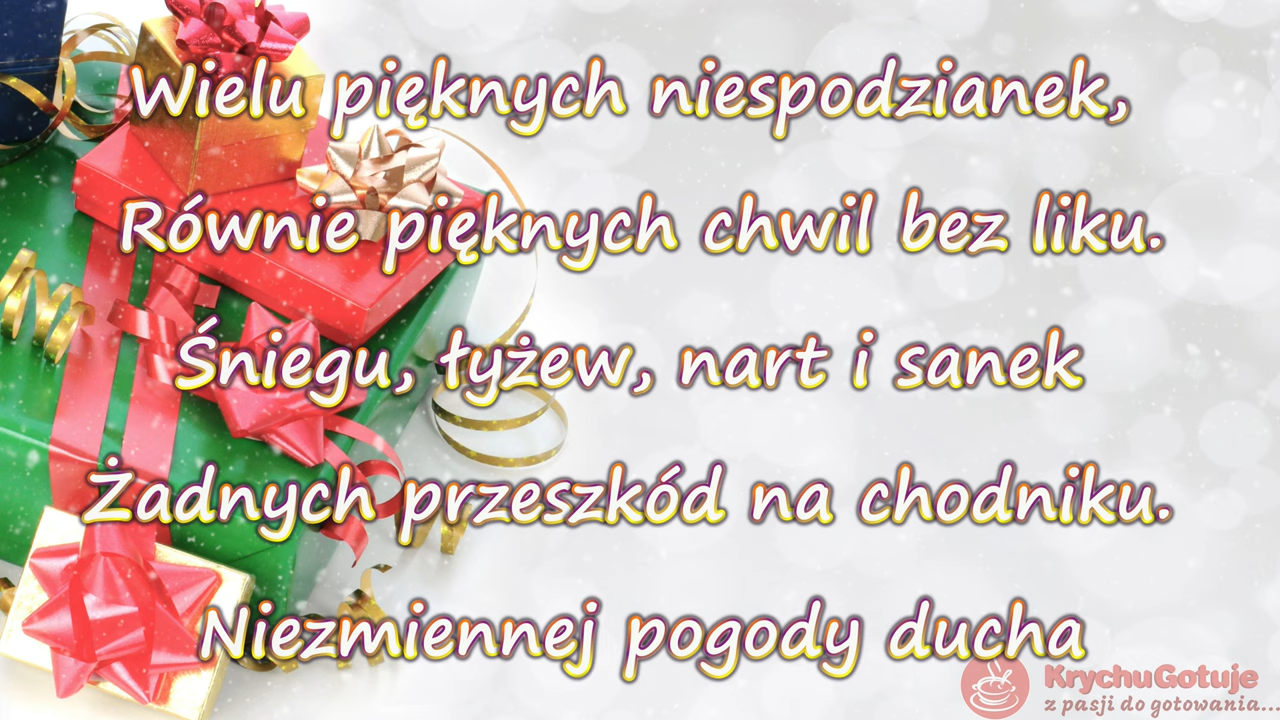 Wielu pięknych niespodzianek,
Równie pięknych chwil bez liku.
Śniegu, łyżew, nart i sanek
Żadnych przeszkód na chodniku.
Niezmiennej pogody ducha
KrychuGotuje
z pasji do gotowania...